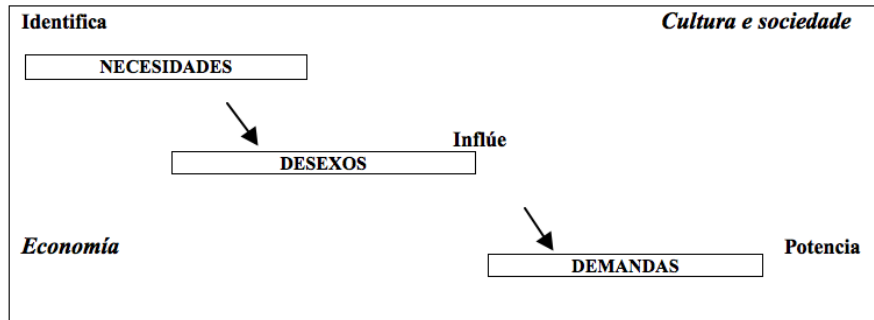 Identifica
Cultura e sociedade
NECESIDADES
Inflúe
DESEXOS
Economía
Potencia
DEMANDAS